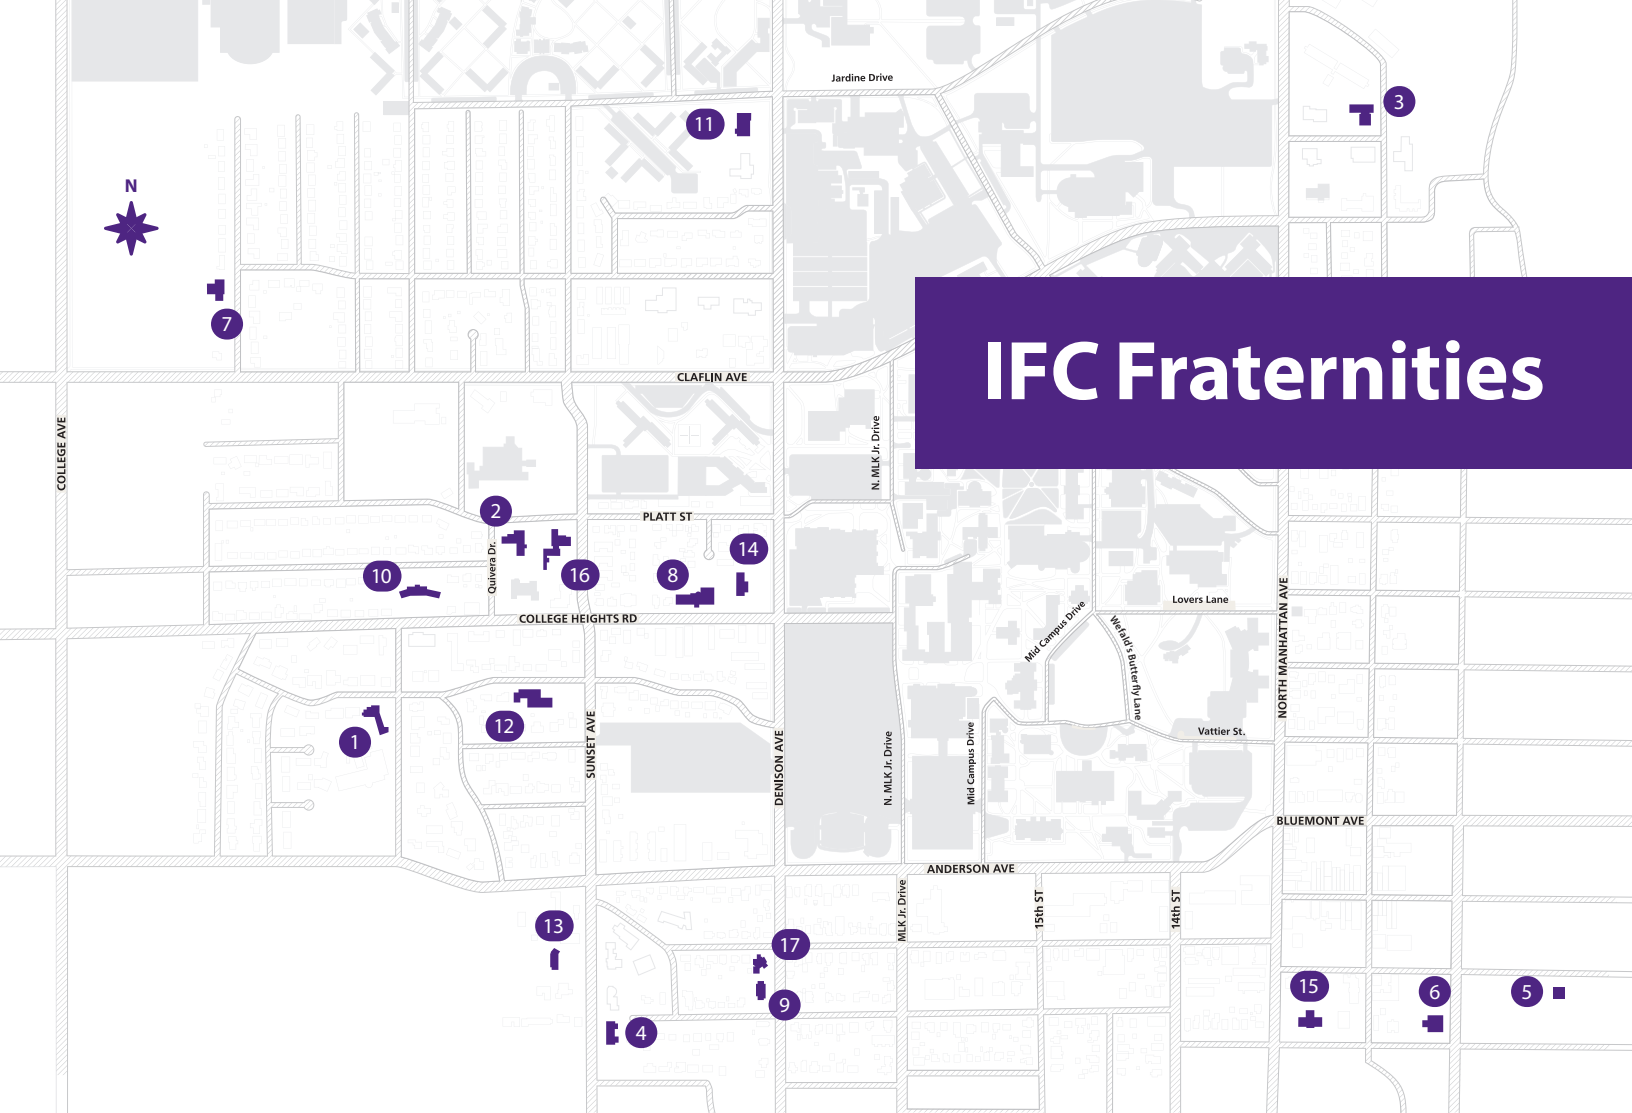 Jardine Drive
3
11
N
7
IFC Fraternities
CLAFLIN AVE
COLLEGE AVE
N. MLK Jr. Drive
2
PLATT ST
14
Quivera Dr.
10
16
8
Lovers Lane
COLLEGE HEIGHTS RD
Mid Campus Drive
Wefald's Butterfly Lane
NORTH MANHATTAN AVE
12
1
SUNSET AVE
DENISON AVE
N. MLK Jr. Drive
Mid Campus Drive
Vattier St.
BLUEMONT AVE
ANDERSON AVE
MLK Jr. Drive
15th ST
14th ST
13
17
15
6
5
9
4